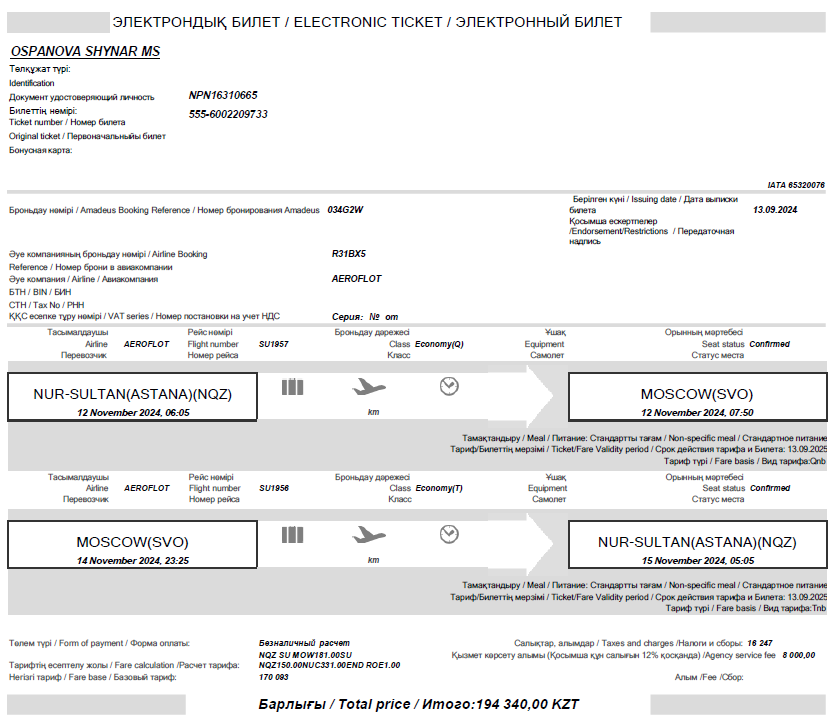 ЭЛЕКТРОНДЫҚ БИЛЕТ / ELECTRONIC TICKET / ЭЛЕКТРОННЫЙ БИЛЕТ
OSPANOVA SHYNAR MS
Төлқұжат түрі:
Identification
Документ удостоверяющий личность NPN16310665
Билеттің нөмірі:
Ticket number / Номер билета 555-6002209733
Original ticket / Первоначальный билет
Бонусная карта:
IATA 65320076
Броньдау нөмірі / Amadeus Booking Reference / Номер бронирования Amadeus 034G2W
Берілген күні / Issuing date / Дата выписки
билета 13.09.2024
Қосымша ескертпелер
/Endorsement/Restrictions / Передаточная
надпись
Әуе компанияның броньдау нөмірі / Airline Booking R31BX5
Reference / Номер брони в авиакомпании
Әуе компания / Airline / Авиакомпания AEROFLOT
БТН / BIN / БИН
СТН / Tax No / РНН
ҚҚС есепке тұру нөмірі / VAT series / Номер постановки на учет НДС Серия: № от
Тасымалдаушы Рейс нөмірі Броньдау дәрежесі Ұшақ Орынның мәртебесі
Airline AEROFLOT Flight number SU1957 Class Economy(Q) Equipment Seat status Confirmed
Перевозчик Номер рейса Класс Самолет Статус места
NUR-SULTAN(ASTANA)(NQZ) MOSCOW(SVO)
12 November 2024, 06:05 km 12 November 2024, 07:50
Тамақтандыру / Meal / Питание: Стандартты тағам / Non-specific meal / Стандартное питание
Тариф/Билеттің мерзімі / Ticket/Fare Validity period / Срок действия тарифа и Билета: 13.09.2025
Тариф түрі / Fare basis / Вид тарифа:Qnb
Тасымалдаушы Рейс нөмірі Броньдау дәрежесі Ұшақ Орынның мәртебесі
Airline AEROFLOT Flight number SU1956 Class Economy(T) Equipment Seat status Confirmed
Перевозчик Номер рейса Класс Самолет Статус места
MOSCOW(SVO) NUR-SULTAN(ASTANA)(NQZ)
14 November 2024, 23:25 km 15 November 2024, 05:05
Тамақтандыру / Meal / Питание: Стандартты тағам / Non-specific meal / Стандартное питание
Тариф/Билеттің мерзімі / Ticket/Fare Validity period / Срок действия тарифа и Билета: 13.09.2025
Тариф түрі / Fare basis / Вид тарифа:Tnb
Төлем түрі / Form of payment / Форма оплаты: Безналичный расчет Салықтар, алымдар / Taxes and charges /Налоги и сборы: 16 247
NQZ SU MOW181.00SU Қызмет көрсету алымы (Қосымша құн салығын 12% қосқанда) /Agency service fee 8 000,00
Тарифтің есептелу жолы / Fare calculation /Расчет тарифа: NQZ150.00NUC331.00END ROE1.00
Негізгі тариф / Fare base / Базовый тариф: 170 093 Алым /Fee /Сбор:
Барлығы / Total price / Итого:194 340,00 KZT